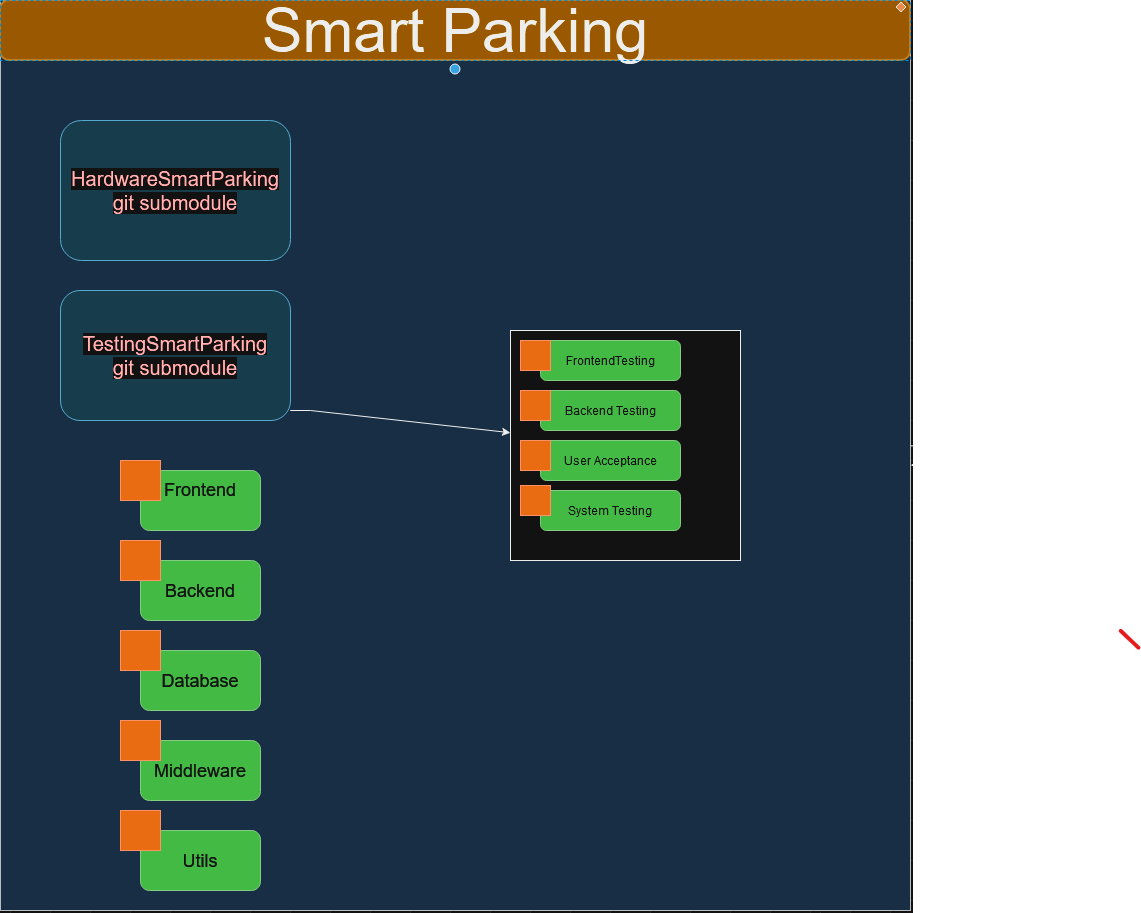 Smart Parking
HardwareSmartParking
git submodule
TestingSmartParking
git submodule
FrontendTesting
Backend Testing
User Acceptance
System Testing
Frontend
Backend
Database
Middleware
Utils